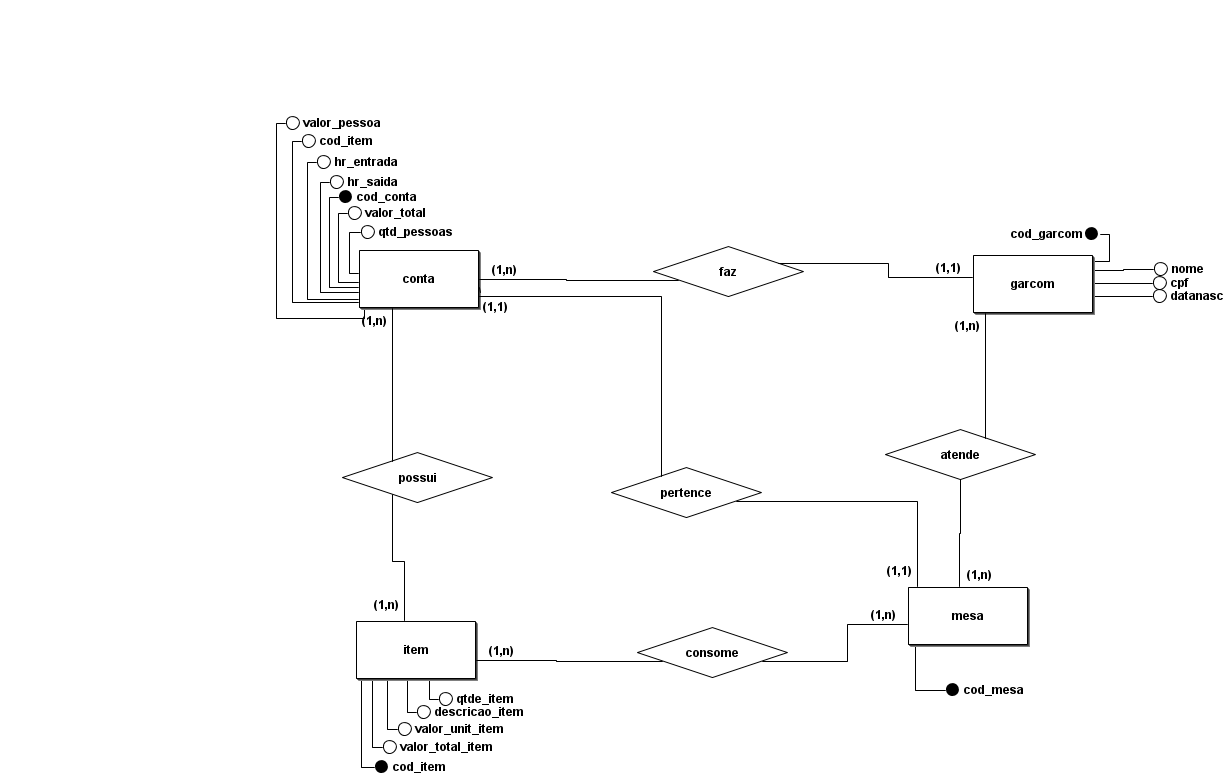 valor_pessoa
cod_item
hr_entrada
hr_saida
cod_conta
valor_total
qtd_pessoas
conta
(1,n)
faz
(1,1)
cod_garcom
garcom
nome
cpf
datanasc
(1,1)
(1,n)
(1,n)
possui
pertence
atende
(1,1)
(1,n)
(1,n)
item
(1,n)
consome
(1,n)
mesa
cod_mesa
qtde_item
descricao_item
valor_unit_item
valor_total_item
cod_item